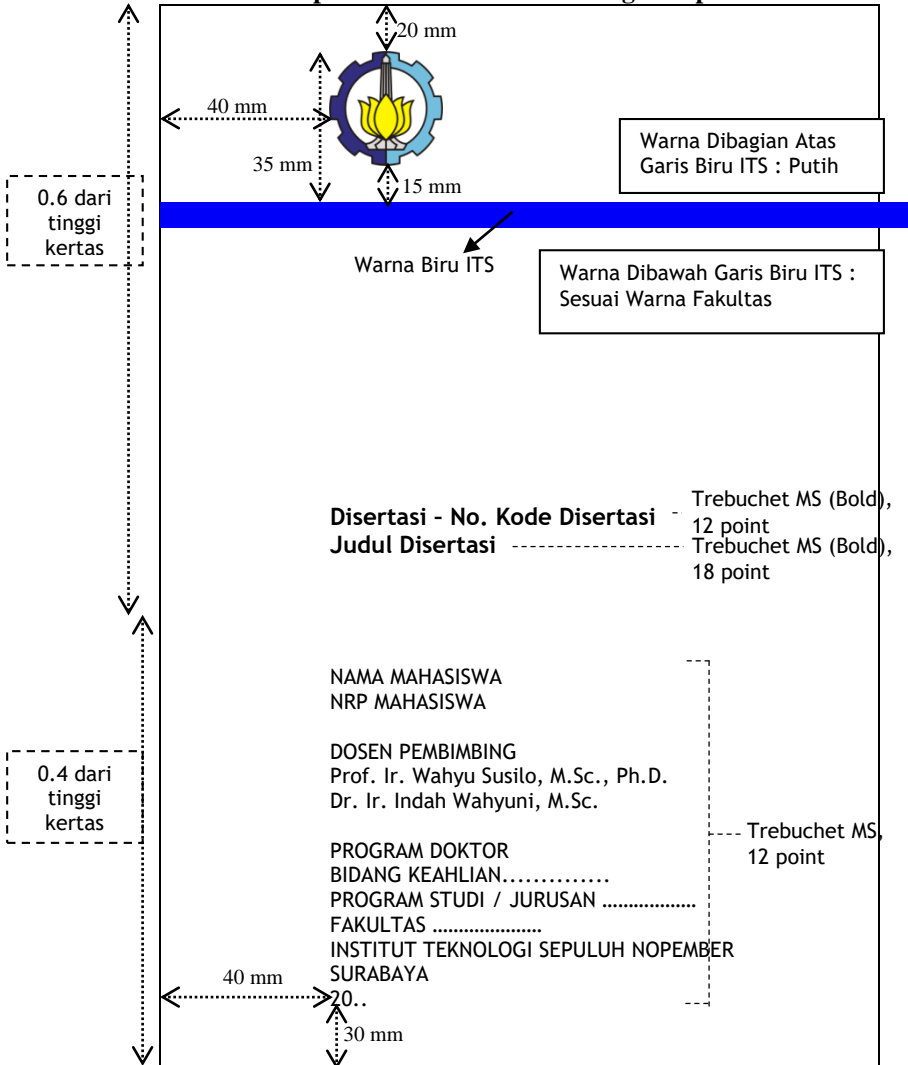 20 mm
40 mm
35 mm
15 mm
Warna Dibagian Atas
Garis Biru ITS : Putih
0.6 dari
tinggi
kertas
Warna Biru ITS
Warna Dibawah Garis Biru ITS :
Sesuai Warna Fakultas
Disertasi – No. Kode Disertasi
Trebuchet MS (Bold),
12 point
Judul Disertasi
Trebuchet MS (Bold),
18 point
NAMA MAHASISWA
NRP MAHASISWA
DOSEN PEMBIMBING
Prof. Ir. Wahyu Susilo, M.Sc., Ph.D.
Dr. Ir. Indah Wahyuni, M.Sc.
0.4 dari
tinggi
kertas
Trebuchet MS,
12 point
PROGRAM DOKTOR
BIDANG KEAHLIAN..............
PROGRAM STUDI / JURUSAN ..................
FAKULTAS .....................
INSTITUT TEKNOLOGI SEPULUH NOPEMBER
SURABAYA
20..
40 mm
30 mm